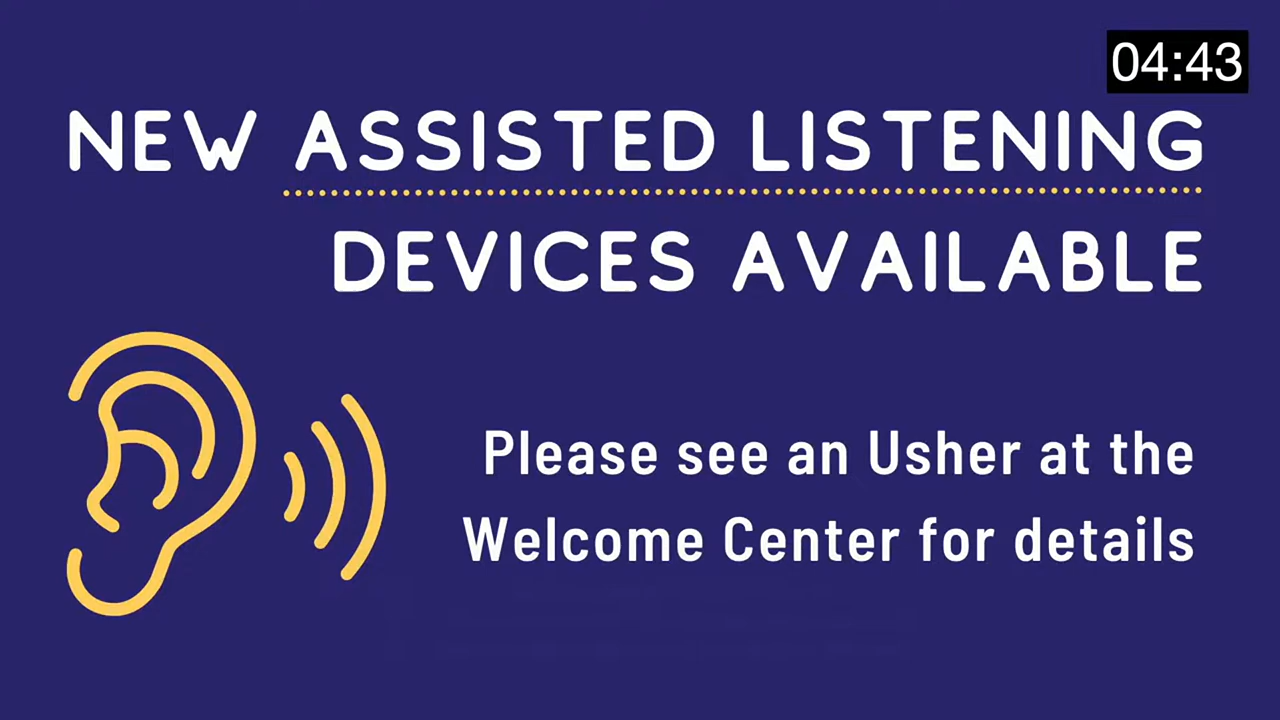 04:43
NEW ASSISTED LISTENING
DEVICES AVAILABLE
Please see an Usher at the
Welcome Center for details